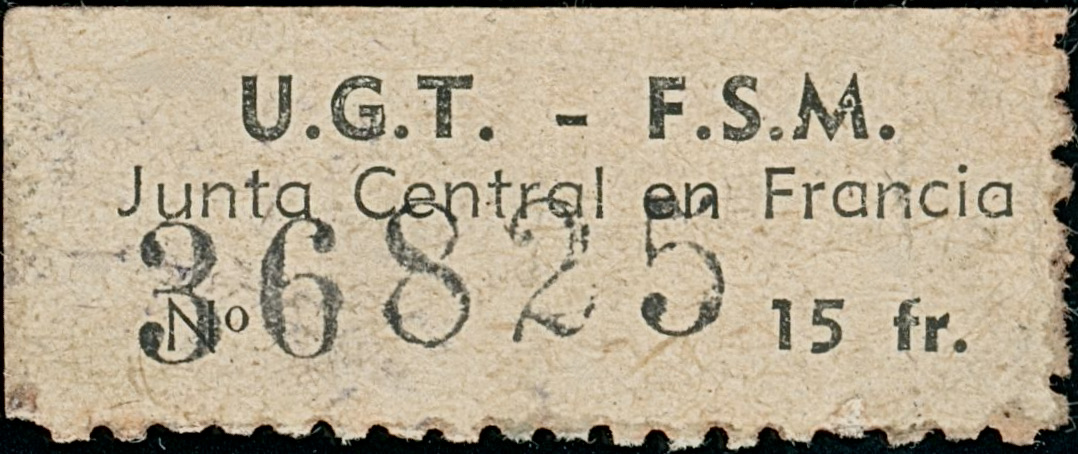 U.G.T. - F.S.M.
Junta Central en Francia
Nº 36825 15 fr.